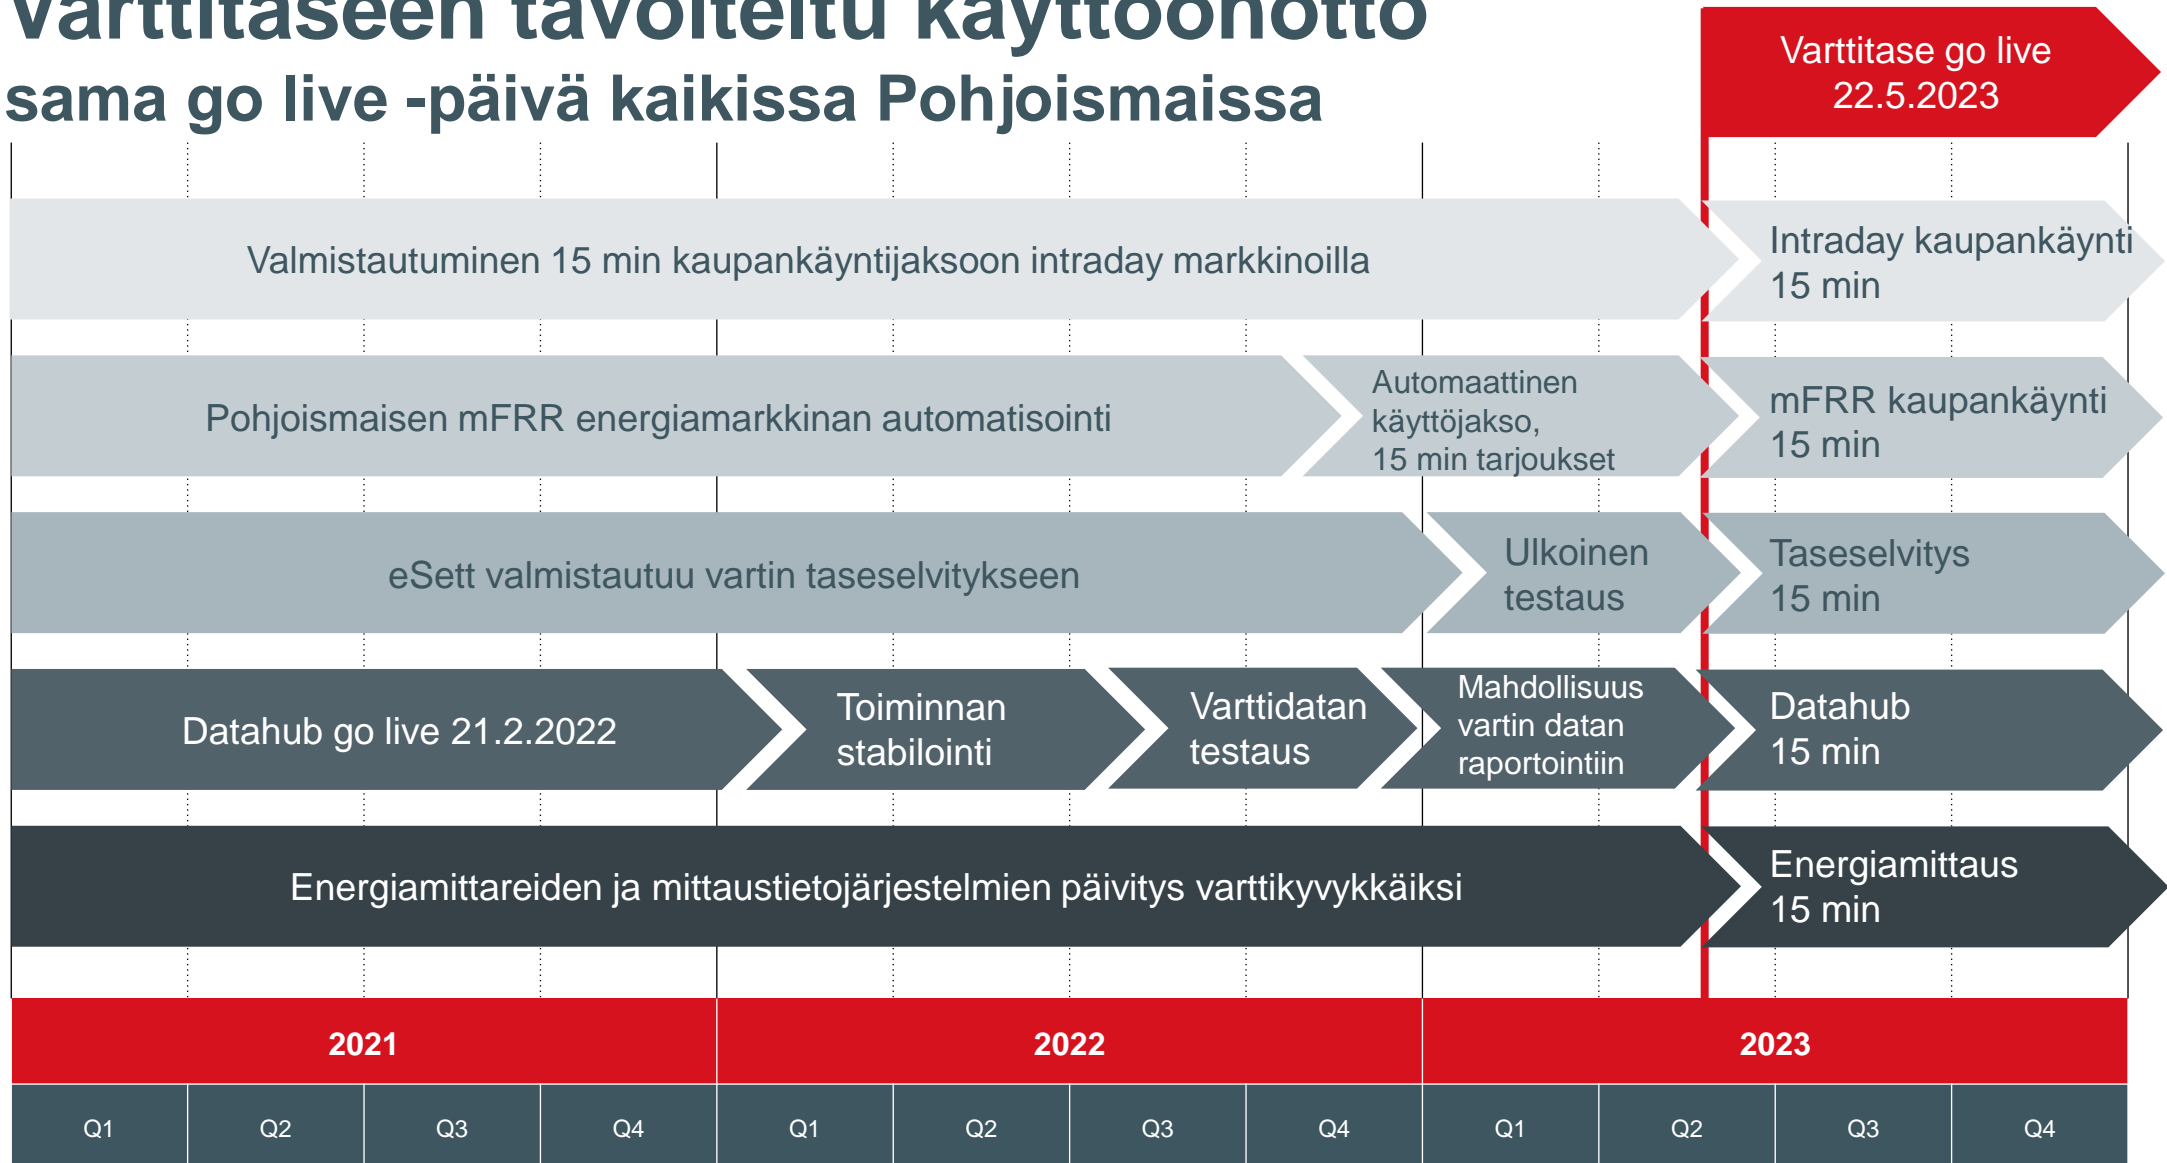 Varttitaseen tavoiteltu käyttöönotto
sama go live -päivä kaikissa Pohjoismaissa
Varttitase go live
22.5.2023
Valmistautuminen 15 min kaupankäyntijaksoon intraday markkinoilla
Intraday kaupankäynti
15 min
Pohjoismaisen mFRR energiamarkkinan automatisointi
Automaattinen
käyttöjakso,
15 min tarjoukset
mFRR kaupankäynti
15 min
eSett valmistautuu vartin taseselvitykseen
Ulkoinen
testaus
Taseselvitys
15 min
Datahub go live 21.2.2022
Toiminnan
stabilointi
Varttidatan
testaus
Mahdollisuus
vartin datan
raportointiin
Datahub
15 min
Energiamittareiden ja mittaustietojärjestelmien päivitys varttikyvykkäiksi
Energiamittaus
15 min
2021
2022
2023
Q1
Q2
Q3
Q4
Q1
Q2
Q3
Q4
Q1
Q2
Q3
Q4